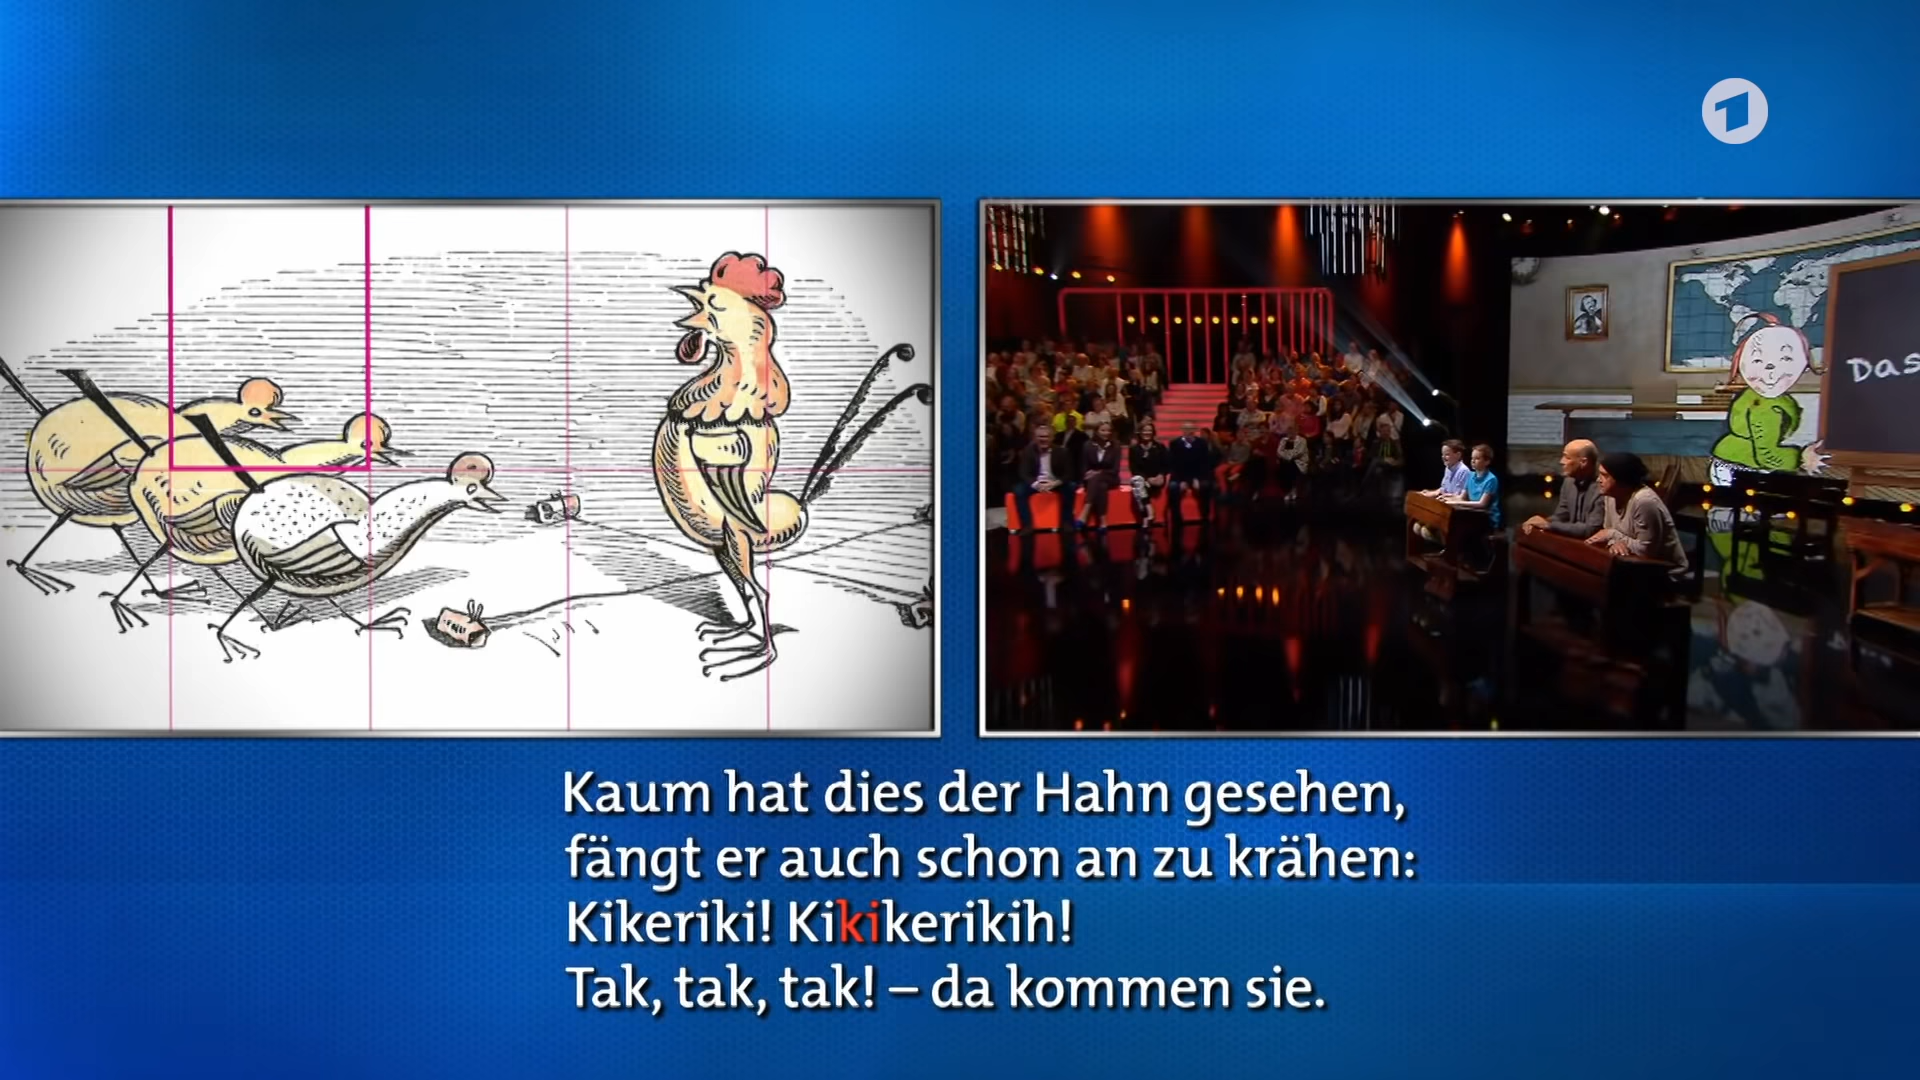 Das
Kaum hat dies der Hahn gesehen,
fängt er auch schon an zu krähen:
Kikeriki! Kikikerikih!
Tak, tak, tak! – da kommen sie.